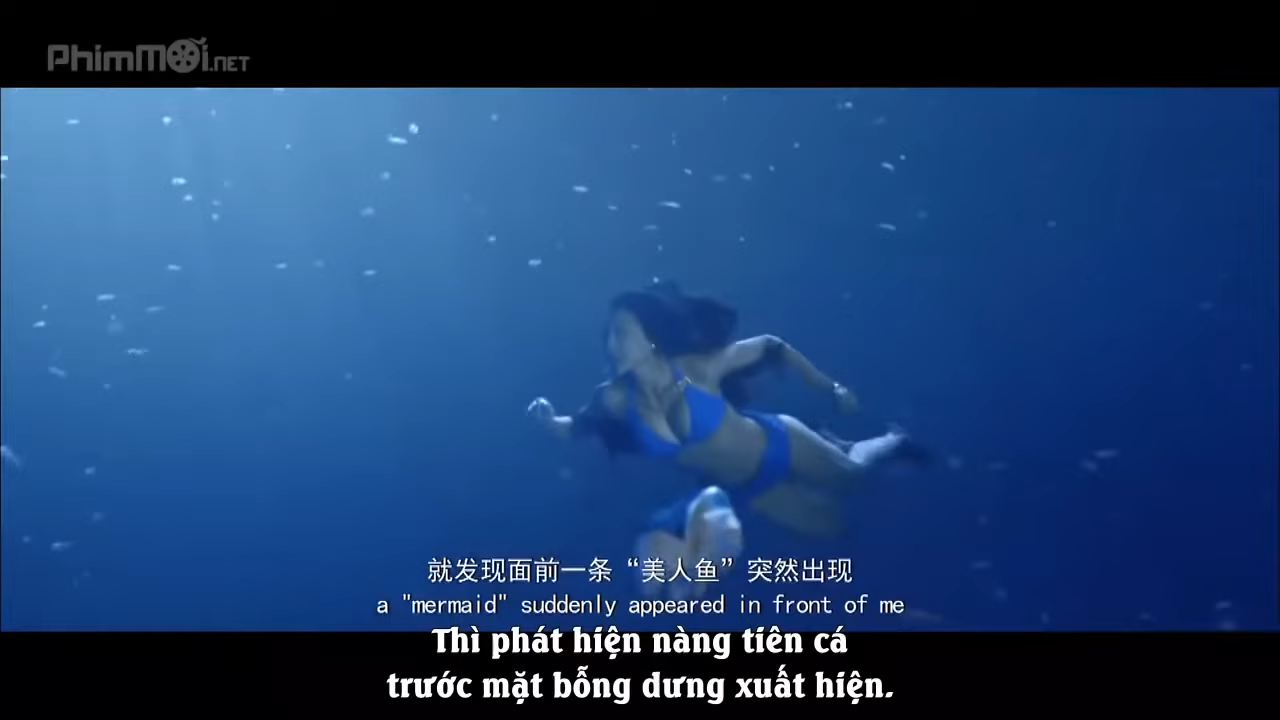 PhimMới.NET
就发现面前一条“美人鱼”突然出现
a "mermaid" suddenly appeared in front of me
Thì phát hiện nàng tiên cá
trước mặt bỗng dưng xuất hiện.